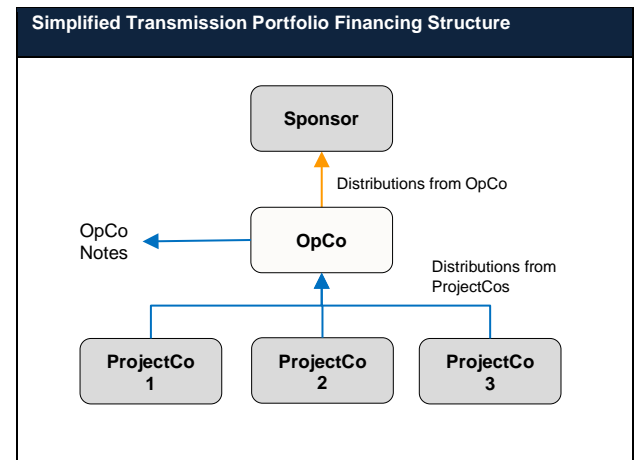 Simplified Transmission Portfolio Financing Structure
Sponsor
Distributions from OpCo
OpCo
Notes
OpCo
Distributions from
ProjectCos
ProjectCo
1
ProjectCo
2
ProjectCo
3